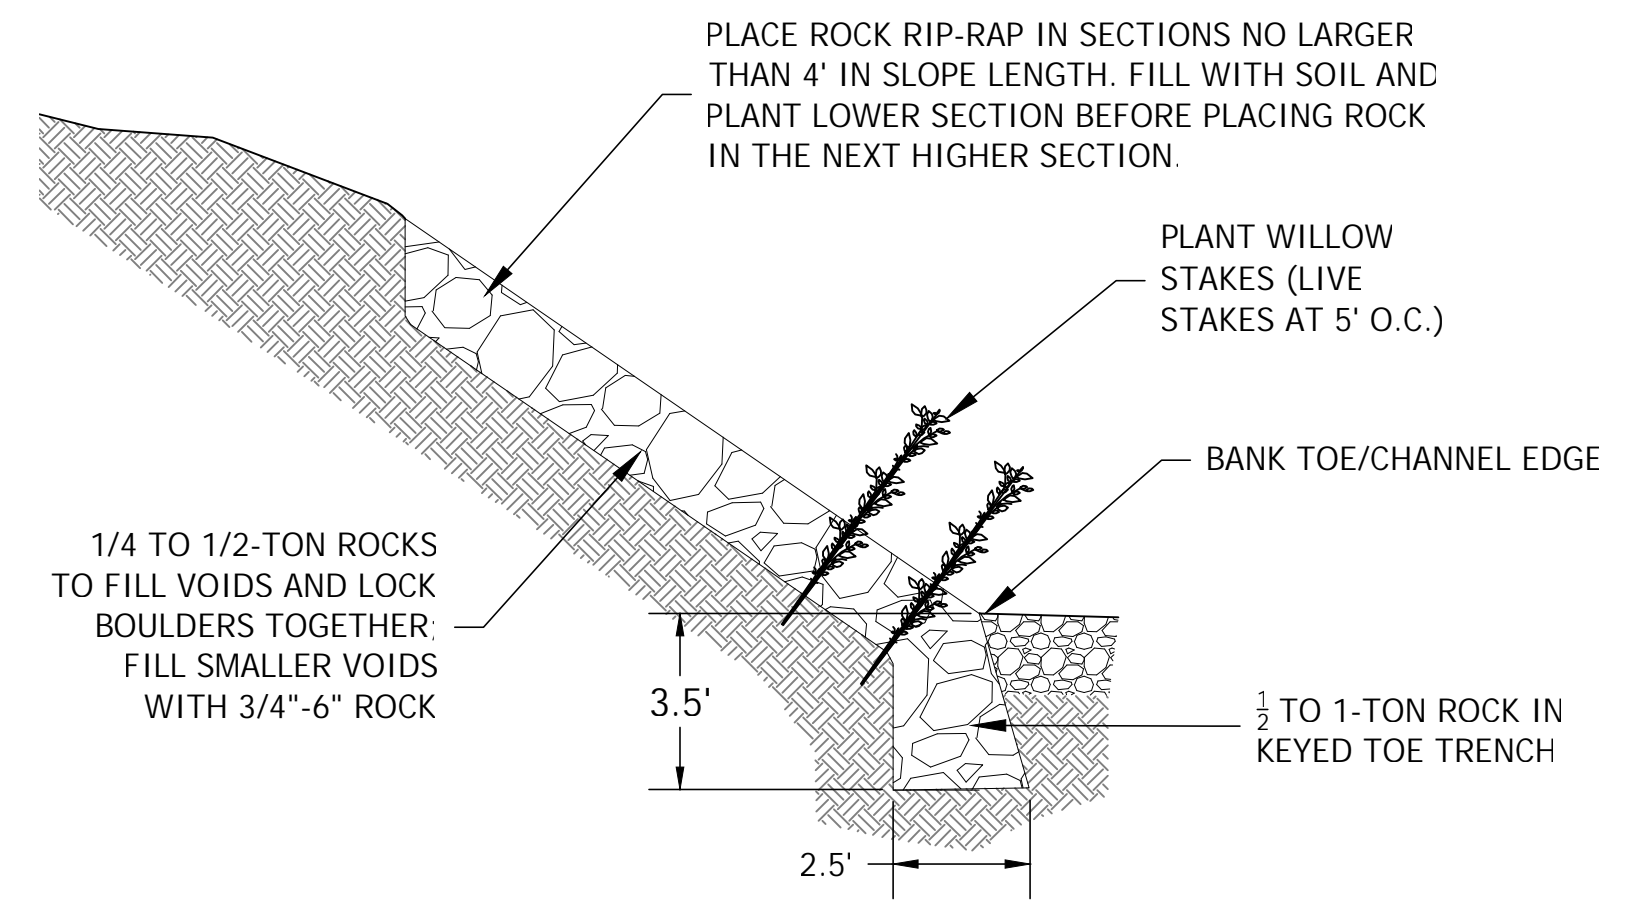 PLACE ROCK RIP-RAP IN SECTIONS NO LARGER
THAN 4' IN SLOPE LENGTH. FILL WITH SOIL AND
PLANT LOWER SECTION BEFORE PLACING ROCK
IN THE NEXT HIGHER SECTION.
PLANT WILLOW
STAKES (LIVE
STAKES AT 5' O.C.)
BANK TOE/CHANNEL EDGE
1/4 TO 1/2-TON ROCKS
TO FILL VOIDS AND LOCK
BOULDERS TOGETHER;
FILL SMALLER VOIDS
WITH 3/4"-6" ROCK
3.5'
½ TO 1-TON ROCK IN
KEYED TOE TRENCH
2.5'